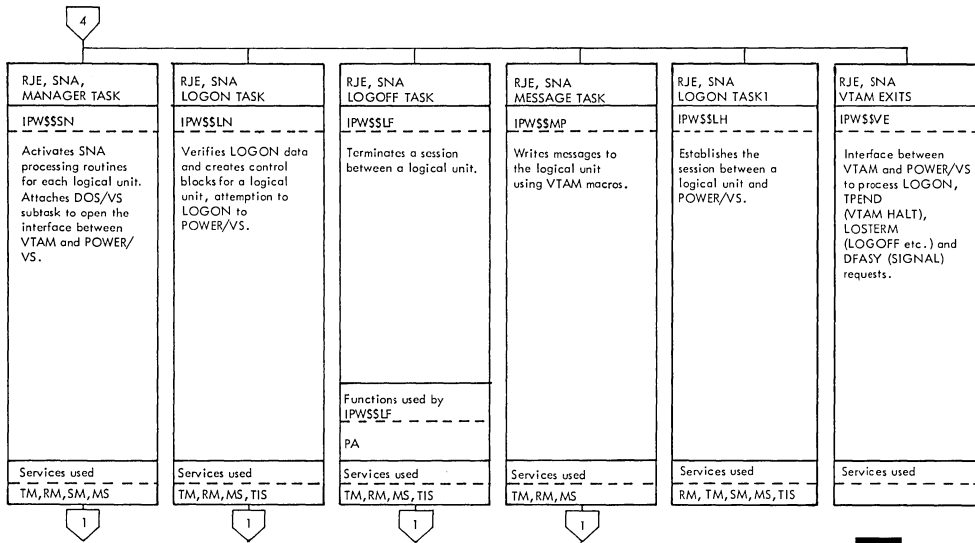 4
RJE, SNA,
MANAGER TASK
IPW$$SN
Activates SNA
processing routines
for each logical unit.
Attaches DOS/VS
subtask to open the
interface between
VTAM and POWER/
VS.
Services used
TM,RM,SM,MS
1
RJE, SNA
LOGON TASK
IPW$$LN
Verifies LOGON data
and creates control
blocks for a logical
unit, attemption to
LOGON to
POWER/VS.
Services used
TM,RM,MS,TIS
1
RJE, SNA
LOGOFF TASK
IPW$$LF
Terminates a session
between a logical unit.
Functions used by
IPW$$LF
PA
Services used
TM,RM,MS,TIS
1
RJE, SNA
MESSAGE TASK
IPW$$MP
Writes messages to
the logical unit
using VTAM macros.
Services used
TM,RM,MS
1
RJE, SNA
LOGON TASK1
IPW$$LH
Establishes the
session between a
logical unit and
POWER/VS.
Services used
RM, TM,SM,MS,TIS
RJE, SNA
VTAM EXITS
IPW$$VE
Interface between
VTAM and POWER/VS
to process LOGON,
TPEND
(VTAM HALT),
LOSTERM
(LOGOFF etc.) and
DFASY (SIGNAL)
requests.
Services used